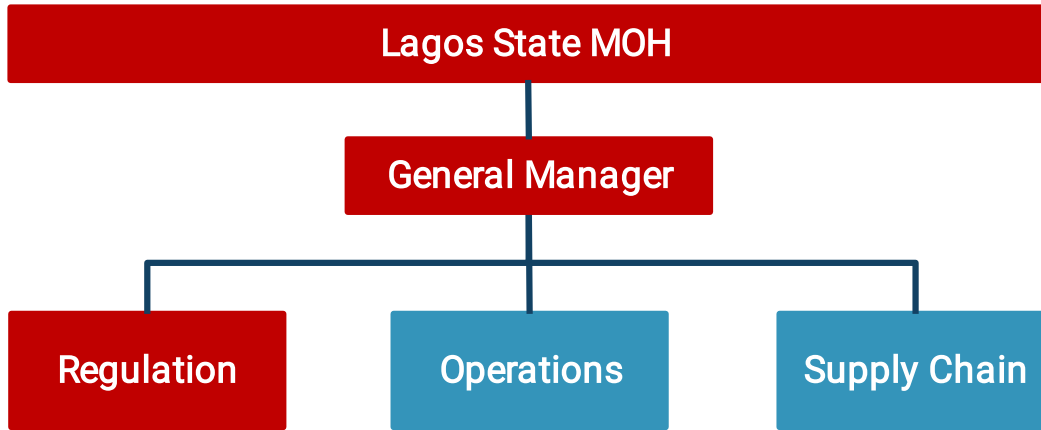 Lagos State MOH
General Manager
Regulation
Operations
Supply Chain